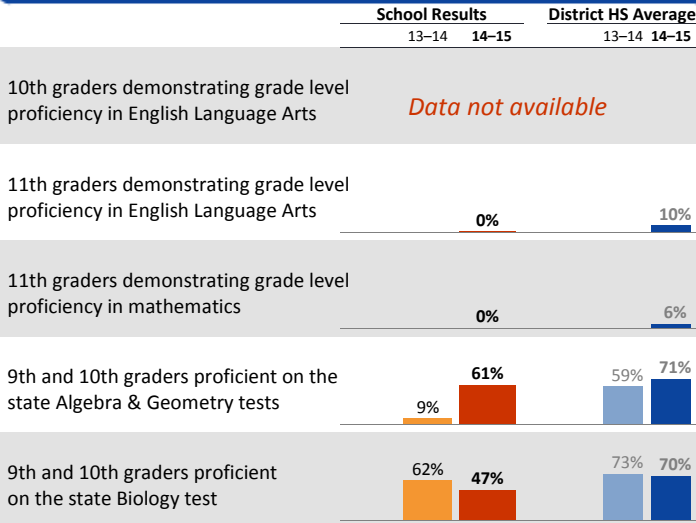 School Results District HS Average
13–14 14–15 13–14 14–15
10th graders demonstrating grade level
proficiency in English Language Arts
Data not available
11th graders demonstrating grade level
proficiency in English Language Arts
0% 10%
11th graders demonstrating grade level
proficiency in mathematics
0% 6%
9th and 10th graders proficient on the
state Algebra & Geometry tests
9% 61% 59% 71%
9th and 10th graders proficient
on the state Biology test
62% 47% 73% 70%